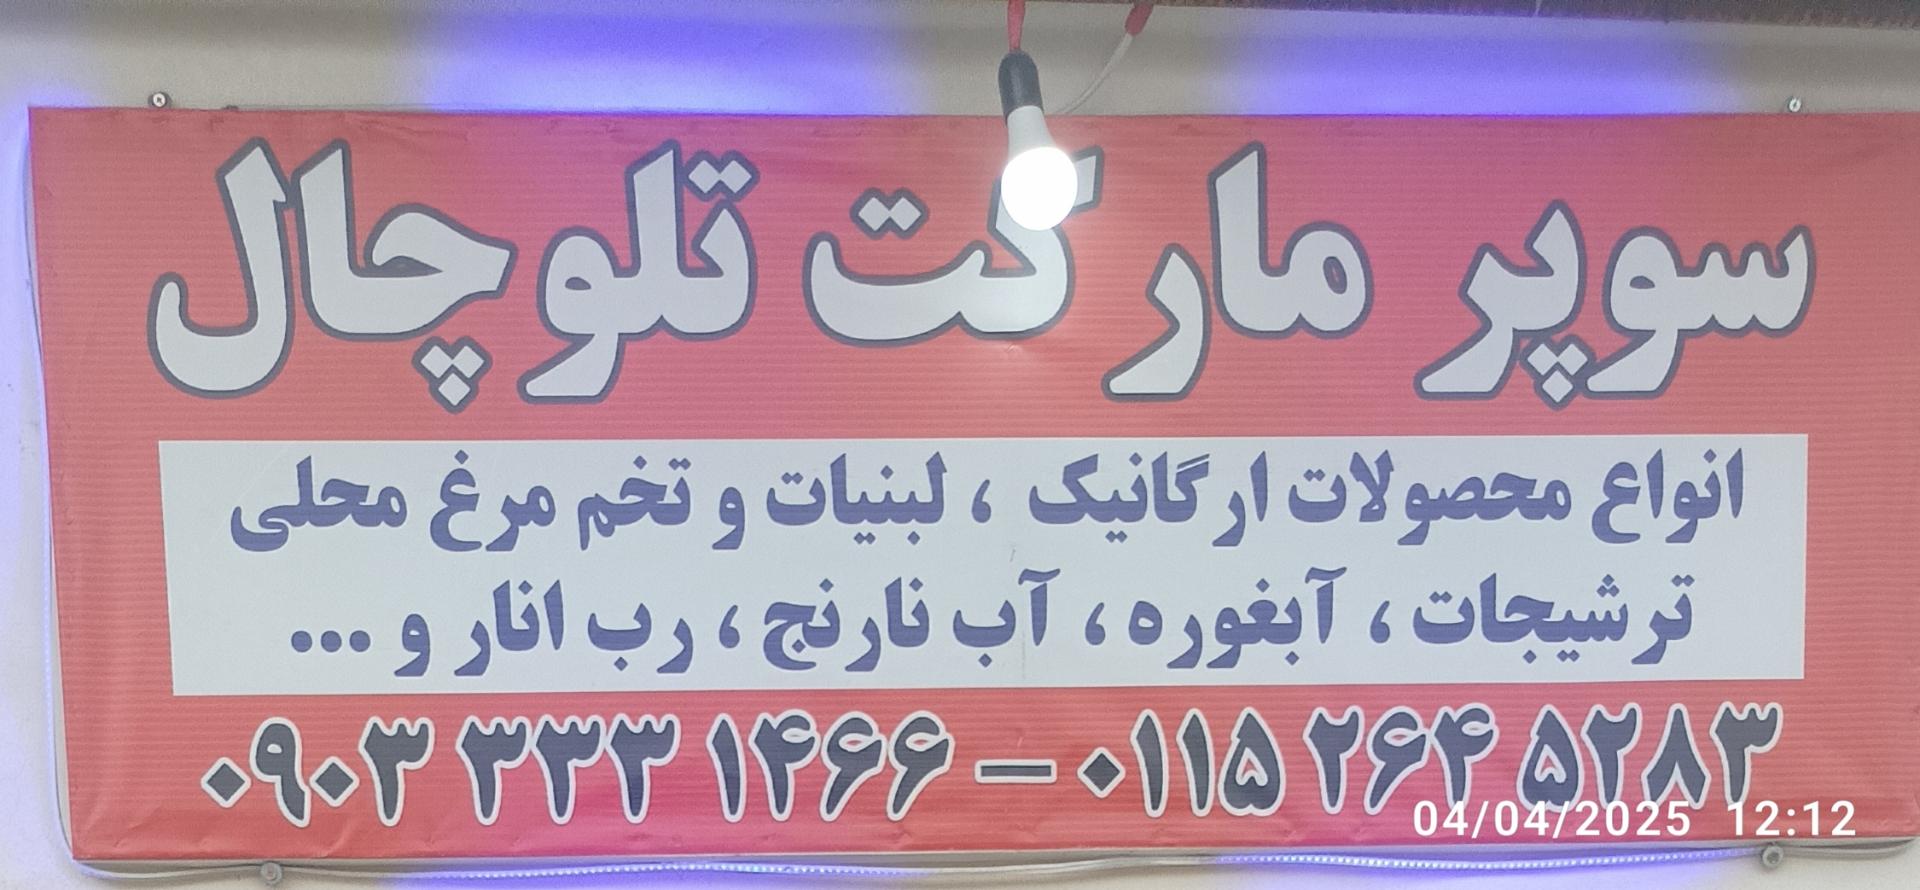 سوپر مارکت تلوچال
انواع محصولات ارگانیک ، لبنیات و تخم مرغ محلی
ترشیجات ، آبغوره ، آب نارنج ، رب انار و ...
۰۹۰۳ ۳۳۳ ۱۴۶۶ – ۰۱۱۵ ۲۶۴ ۵۲۸۳
04/04/2025 12:12